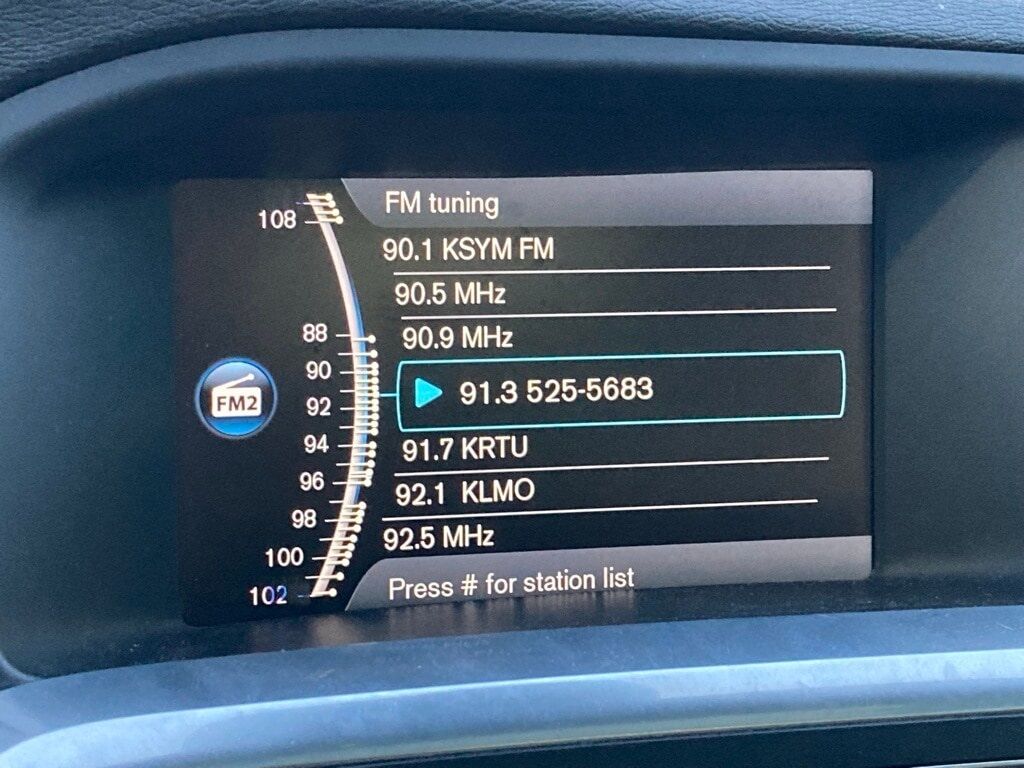 FM tuning
108
90.1 KSYM FM
90.5 MHz
88
90.9 MHz
90
FM2
91.3 525-5683
92
94
91.7 KRTU
96
92.1 KLMO
98
92.5 MHz
100
102
Press # for station list